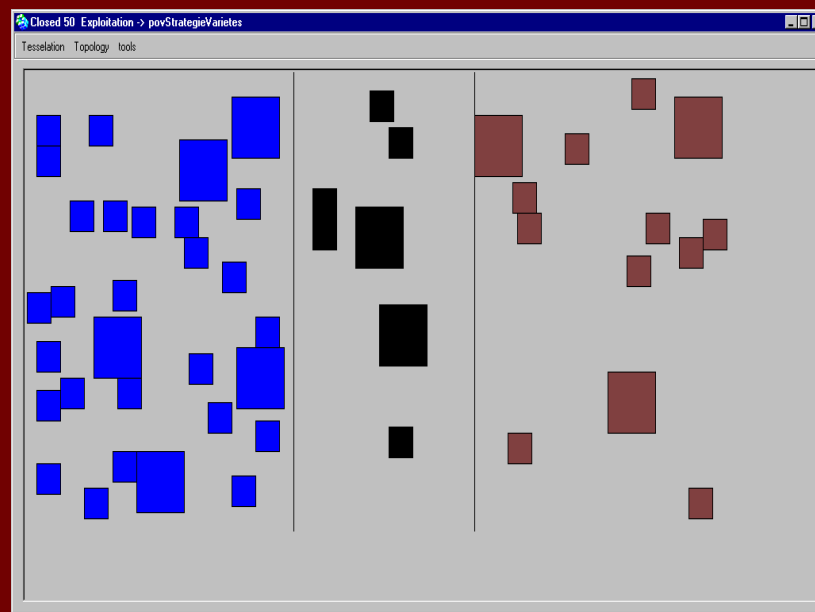 Closed 50 Exploitation -> povStrategieVarietes
Tesselation Topology tools